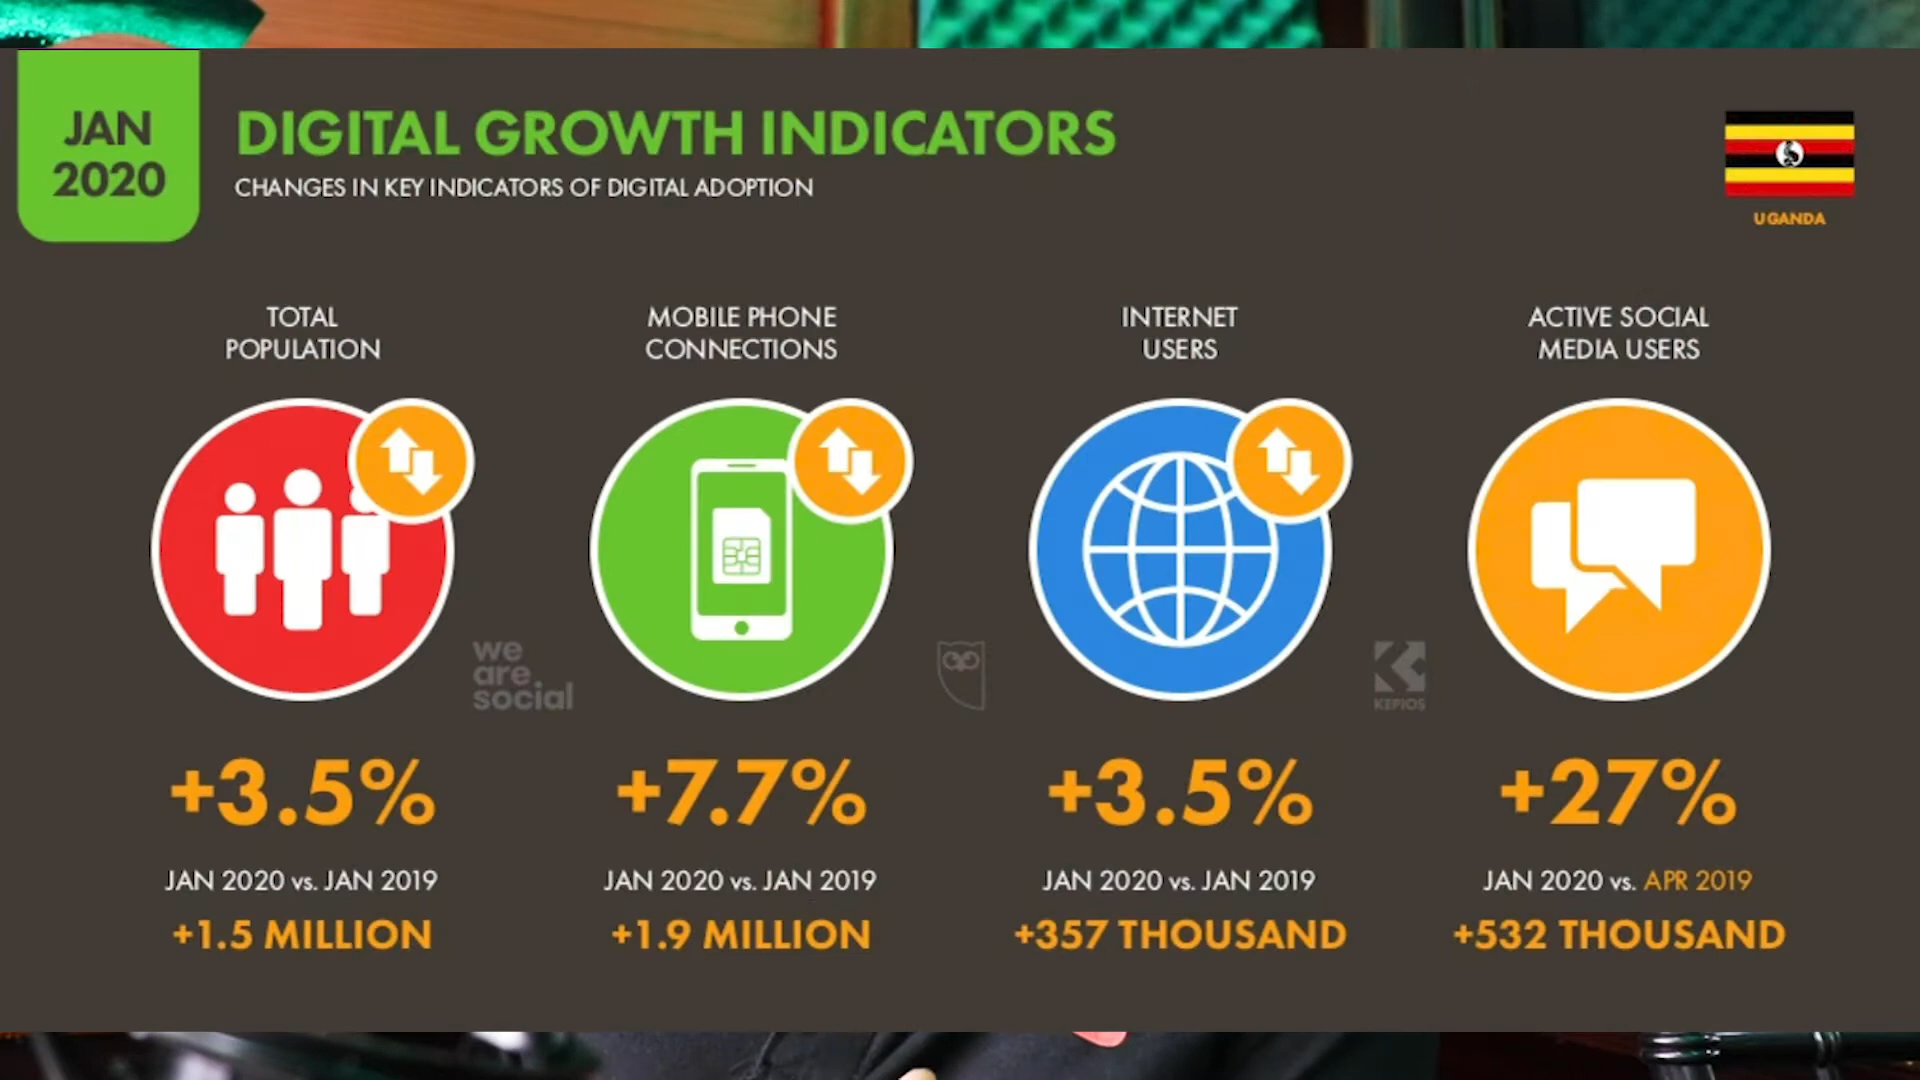 JAN
2020
DIGITAL GROWTH INDICATORS
CHANGES IN KEY INDICATORS OF DIGITAL ADOPTION
UGANDA
TOTAL
POPULATION
MOBILE PHONE
CONNECTIONS
INTERNET
USERS
ACTIVE SOCIAL
MEDIA USERS
we
are
social
KEPIOS
+3.5%
+7.7%
+3.5%
+27%
JAN 2020 vs. JAN 2019
JAN 2020 vs. JAN 2019
JAN 2020 vs. JAN 2019
JAN 2020 vs. APR 2019
+1.5 MILLION
+1.9 MILLION
+357 THOUSAND
+532 THOUSAND